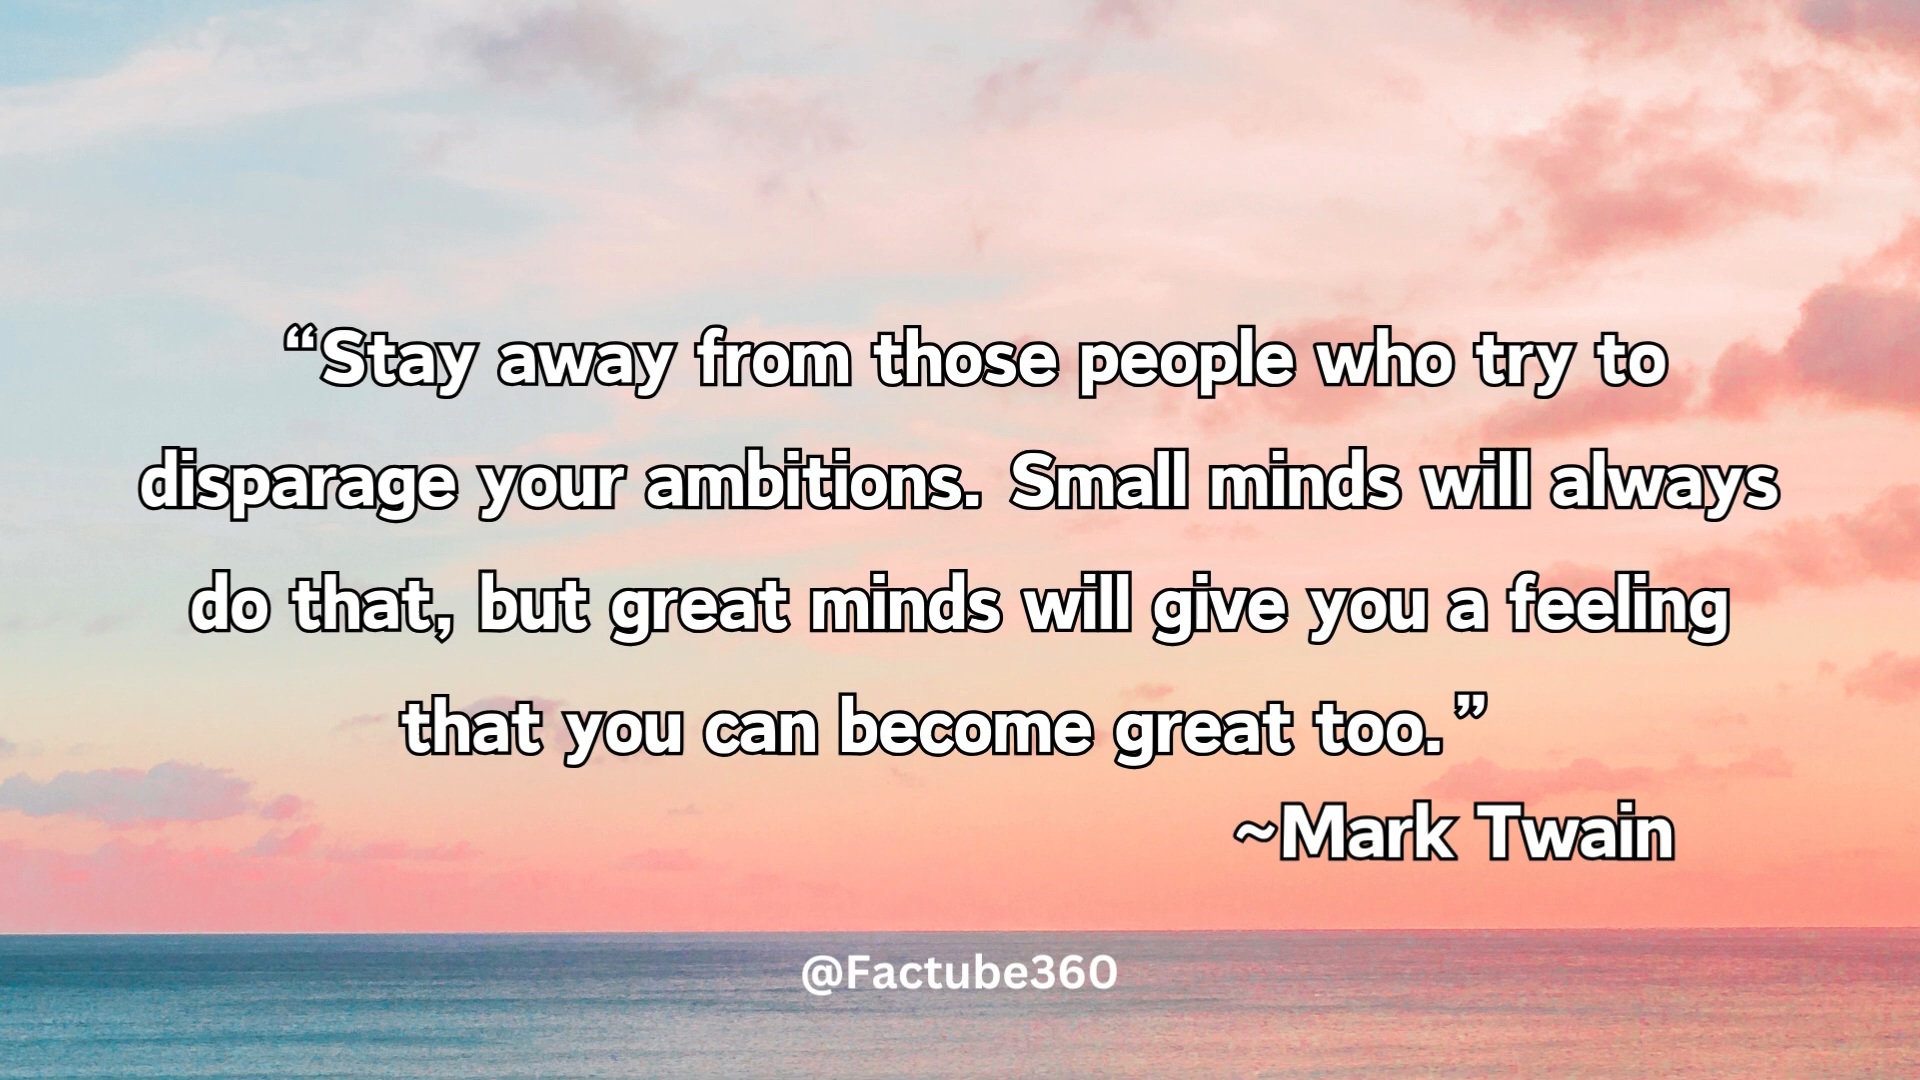 “Stay away from those people who try to
disparage your ambitions. Small minds will always
do that, but great minds will give you a feeling
that you can become great too.”
~Mark Twain
@Factube360